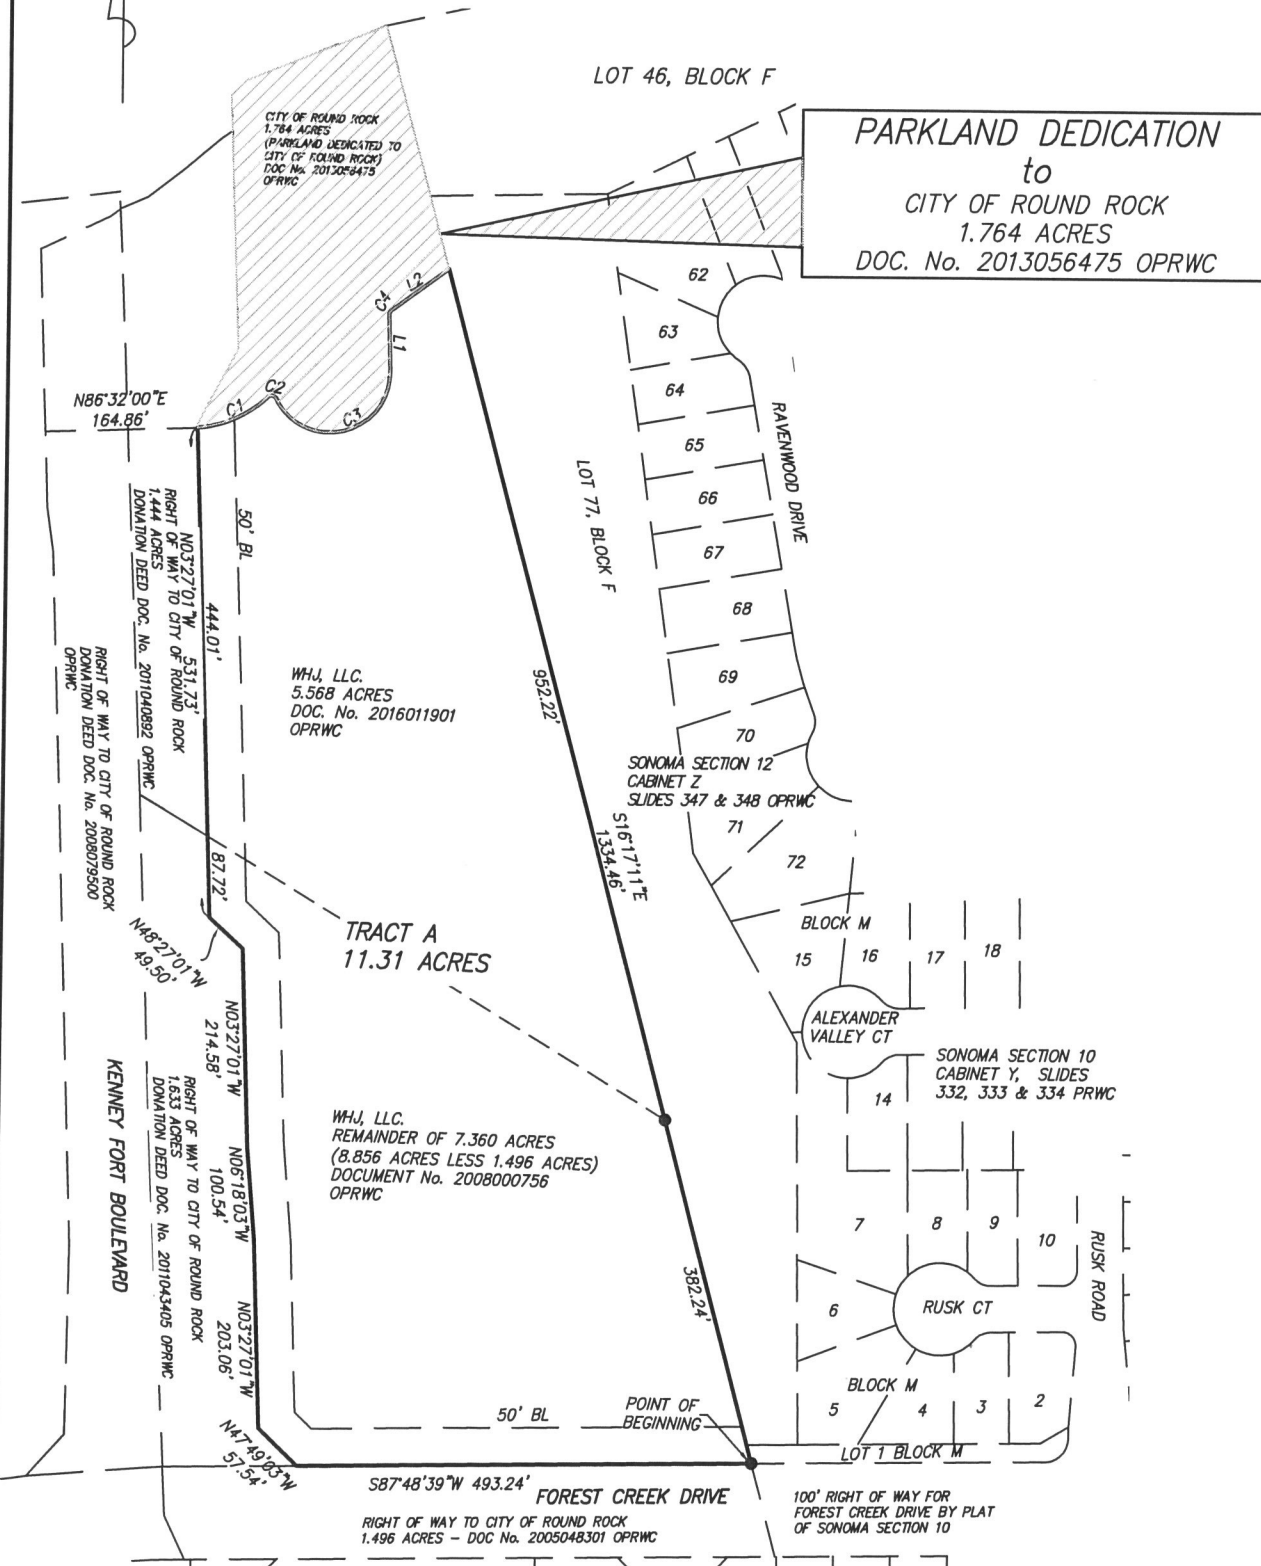 LOT 46, BLOCK F
CITY OF ROUND ROCK
1.764 ACRES
(PARKLAND DEDICATED TO
CITY OF ROUND ROCK)
DOC No. 2013056475
OPRWC
PARKLAND DEDICATION
to
CITY OF ROUND ROCK
1.764 ACRES
DOC. No. 2013056475 OPRWC
L2
C4
L1
C2
C1
C3
N86°32'00"E
164.86'
62
63
64
65
66
67
68
69
70
71
72
RAVENWOOD DRIVE
LOT 77, BLOCK F
50' BL
N03°27'01"W 531.73'
RIGHT OF WAY TO CITY OF ROUND ROCK
1.444 ACRES
DONATION DEED DOC. No. 2011040892 OPRWC
444.01'
87.72'
RIGHT OF WAY TO CITY OF ROUND ROCK
DONATION DEED DOC. No. 2008079500
OPRWC
WHJ, LLC.
5.568 ACRES
DOC. No. 2016011901
OPRWC
952.22'
SONOMA SECTION 12
CABINET Z
SLIDES 347 & 348 OPRWC
S16°17'11"E
1334.46'
TRACT A
11.31 ACRES
N48°27'01"W
49.50'
BLOCK M
15
16
17
18
ALEXANDER
VALLEY CT
SONOMA SECTION 10
CABINET Y, SLIDES
332, 333 & 334 PRWC
14
N03°27'01"W
214.58'
KENNEY FORT BOULEVARD
RIGHT OF WAY TO CITY OF ROUND ROCK
1.633 ACRES
DONATION DEED DOC. No. 2011043405 OPRWC
N06°18'03"W
100.54'
WHJ, LLC.
REMAINDER OF 7.360 ACRES
(8.856 ACRES LESS 1.496 ACRES)
DOCUMENT No. 2008000756
OPRWC
7
8
9
10
RUSK ROAD
6
RUSK CT
382.24'
N03°27'01"W
203.06'
BLOCK M
5
4
3
2
POINT OF
BEGINNING
50' BL
N47°49'03"W
57.54'
LOT 1 BLOCK M
S87°48'39"W 493.24'
FOREST CREEK DRIVE
RIGHT OF WAY TO CITY OF ROUND ROCK
1.496 ACRES - DOC No. 2005048301 OPRWC
100' RIGHT OF WAY FOR
FOREST CREEK DRIVE BY PLAT
OF SONOMA SECTION 10